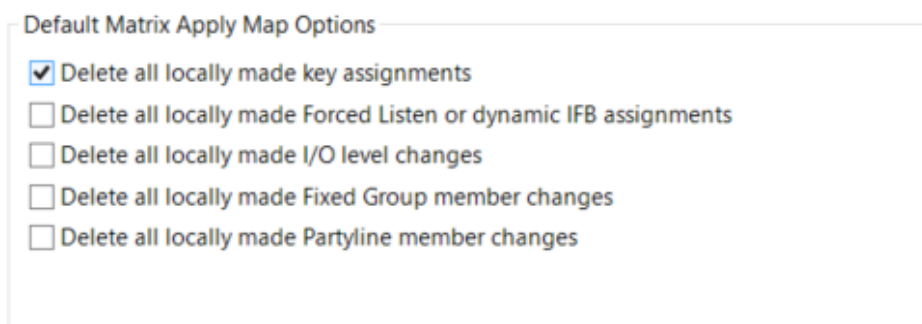 Default Matrix Apply Map Options
Delete all locally made key assignments
Delete all locally made Forced Listen or dynamic IFB assignments
Delete all locally made I/O level changes
Delete all locally made Fixed Group member changes
Delete all locally made Partyline member changes